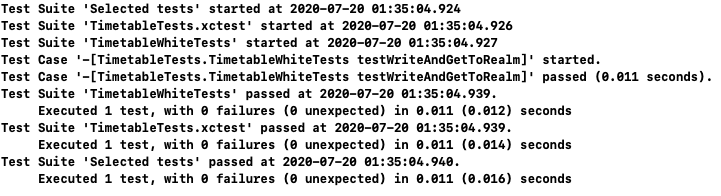 Test Suite 'Selected tests' started at 2020-07-20 01:35:04.924
Test Suite 'TimetableTests.xctest' started at 2020-07-20 01:35:04.926
Test Suite 'TimetableWhiteTests' started at 2020-07-20 01:35:04.927
Test Case '-[TimetableTests.TimetableWhiteTests testWriteAndGetToRealm]' started.
Test Case '-[TimetableTests.TimetableWhiteTests testWriteAndGetToRealm]' passed (0.011 seconds).
Test Suite 'TimetableWhiteTests' passed at 2020-07-20 01:35:04.939.
Executed 1 test, with 0 failures (0 unexpected) in 0.011 (0.012) seconds
Test Suite 'TimetableTests.xctest' passed at 2020-07-20 01:35:04.939.
Executed 1 test, with 0 failures (0 unexpected) in 0.011 (0.014) seconds
Test Suite 'Selected tests' passed at 2020-07-20 01:35:04.940.
Executed 1 test, with 0 failures (0 unexpected) in 0.011 (0.016) seconds